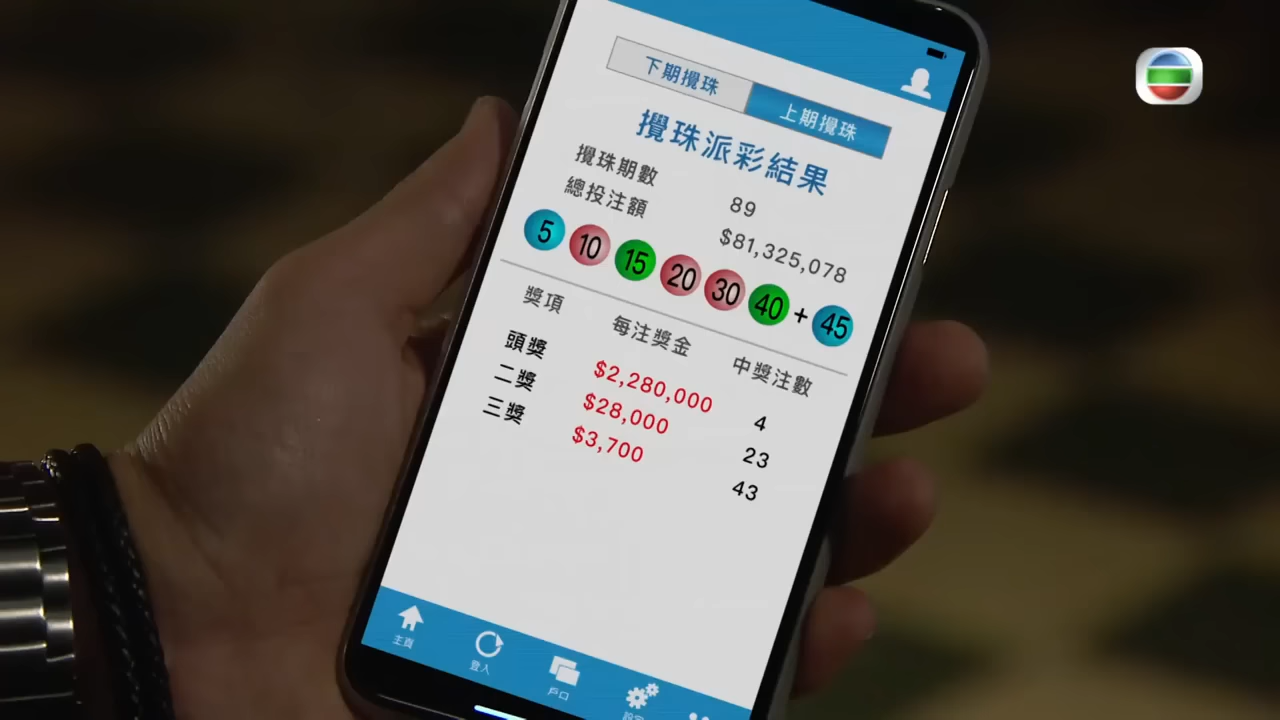 下期攪珠
上期攪珠
攪珠派彩結果
攪珠期數 89
總投注額 $81,325,078
5 10 15 20 30 40 + 45
獎項 每注獎金 中獎注數
頭獎 $2,280,000 4
二獎 $28,000 23
三獎 $3,700 43
主頁 登入 戶口